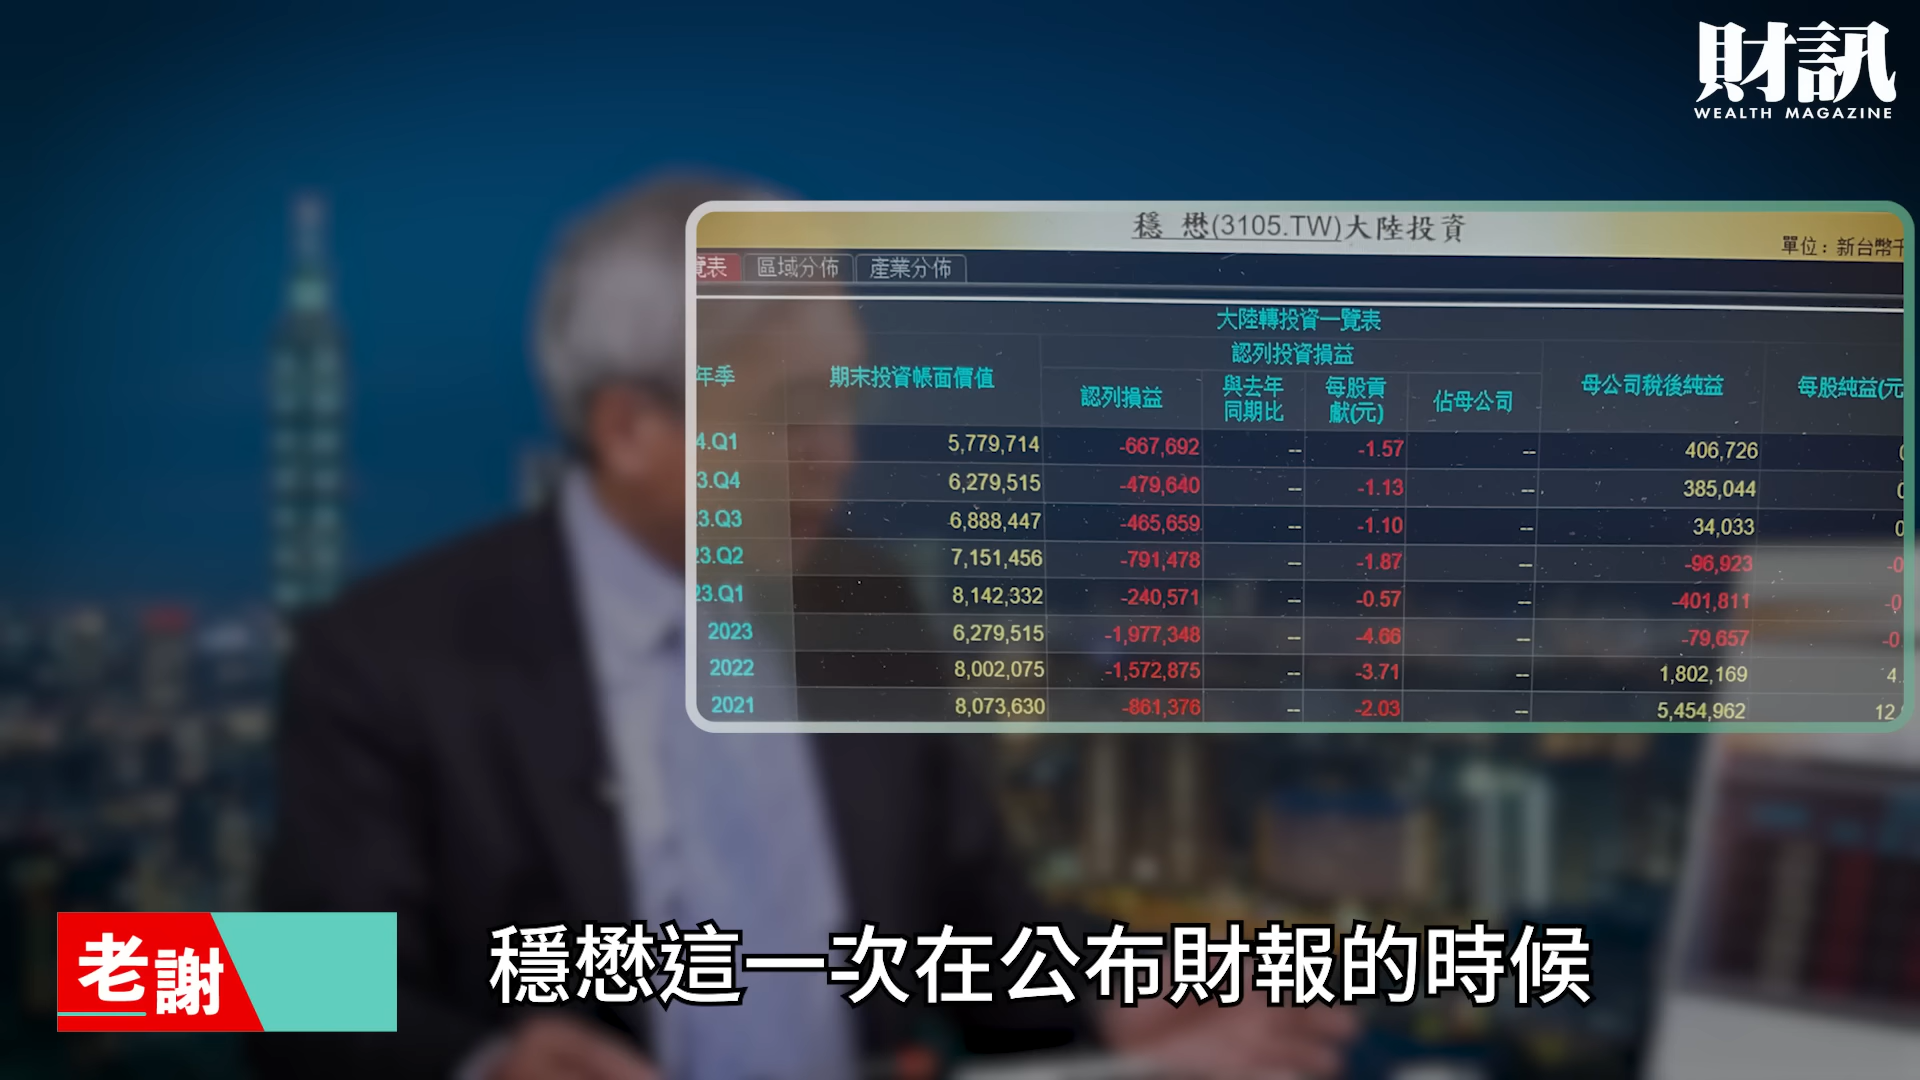 財訊
WEALTH MAGAZINE
穩 懋(3105.TW)大陸投資
單位：新台幣千
覽表 區域分佈 產業分佈
大陸轉投資一覽表
年季 期末投資帳面價值 認列投資損益 母公司稅後純益 每股純益(元
認列損益 與去年同期比 每股貢獻(元) 佔母公司
4.Q1 5,779,714 -667,692 -- -1.57 -- 406,726 0
3.Q4 6,279,515 -479,640 -- -1.13 -- 385,044 0
3.Q3 6,888,447 -465,659 -- -1.10 -- 34,033 0
23.Q2 7,151,456 -791,478 -- -1.87 -- -96,923 -0
23.Q1 8,142,332 -240,571 -- -0.57 -- -401,811 -0
2023 6,279,515 -1,977,348 -- -4.66 -- -79,657 -0.
2022 8,002,075 -1,572,875 -- -3.71 -- 1,802,169 4.
2021 8,073,630 -861,376 -- -2.03 -- 5,454,962 12.
老謝
穩懋這一次在公布財報的時候